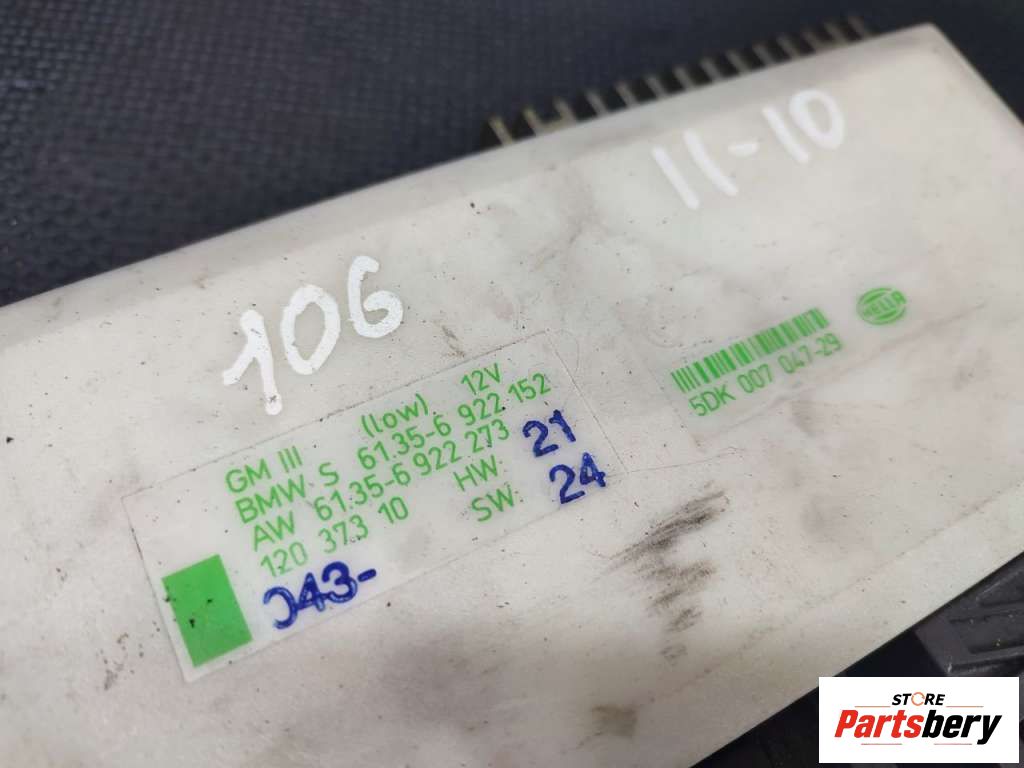 11-10
106
GM III (low) 12V
BMW S 61.35-6 922 152
AW 61.35-6 922 273
120 373 10 HW: 21
SW: 24
043-
HELLA
5DK 007 047-29
STORE
Partsbery